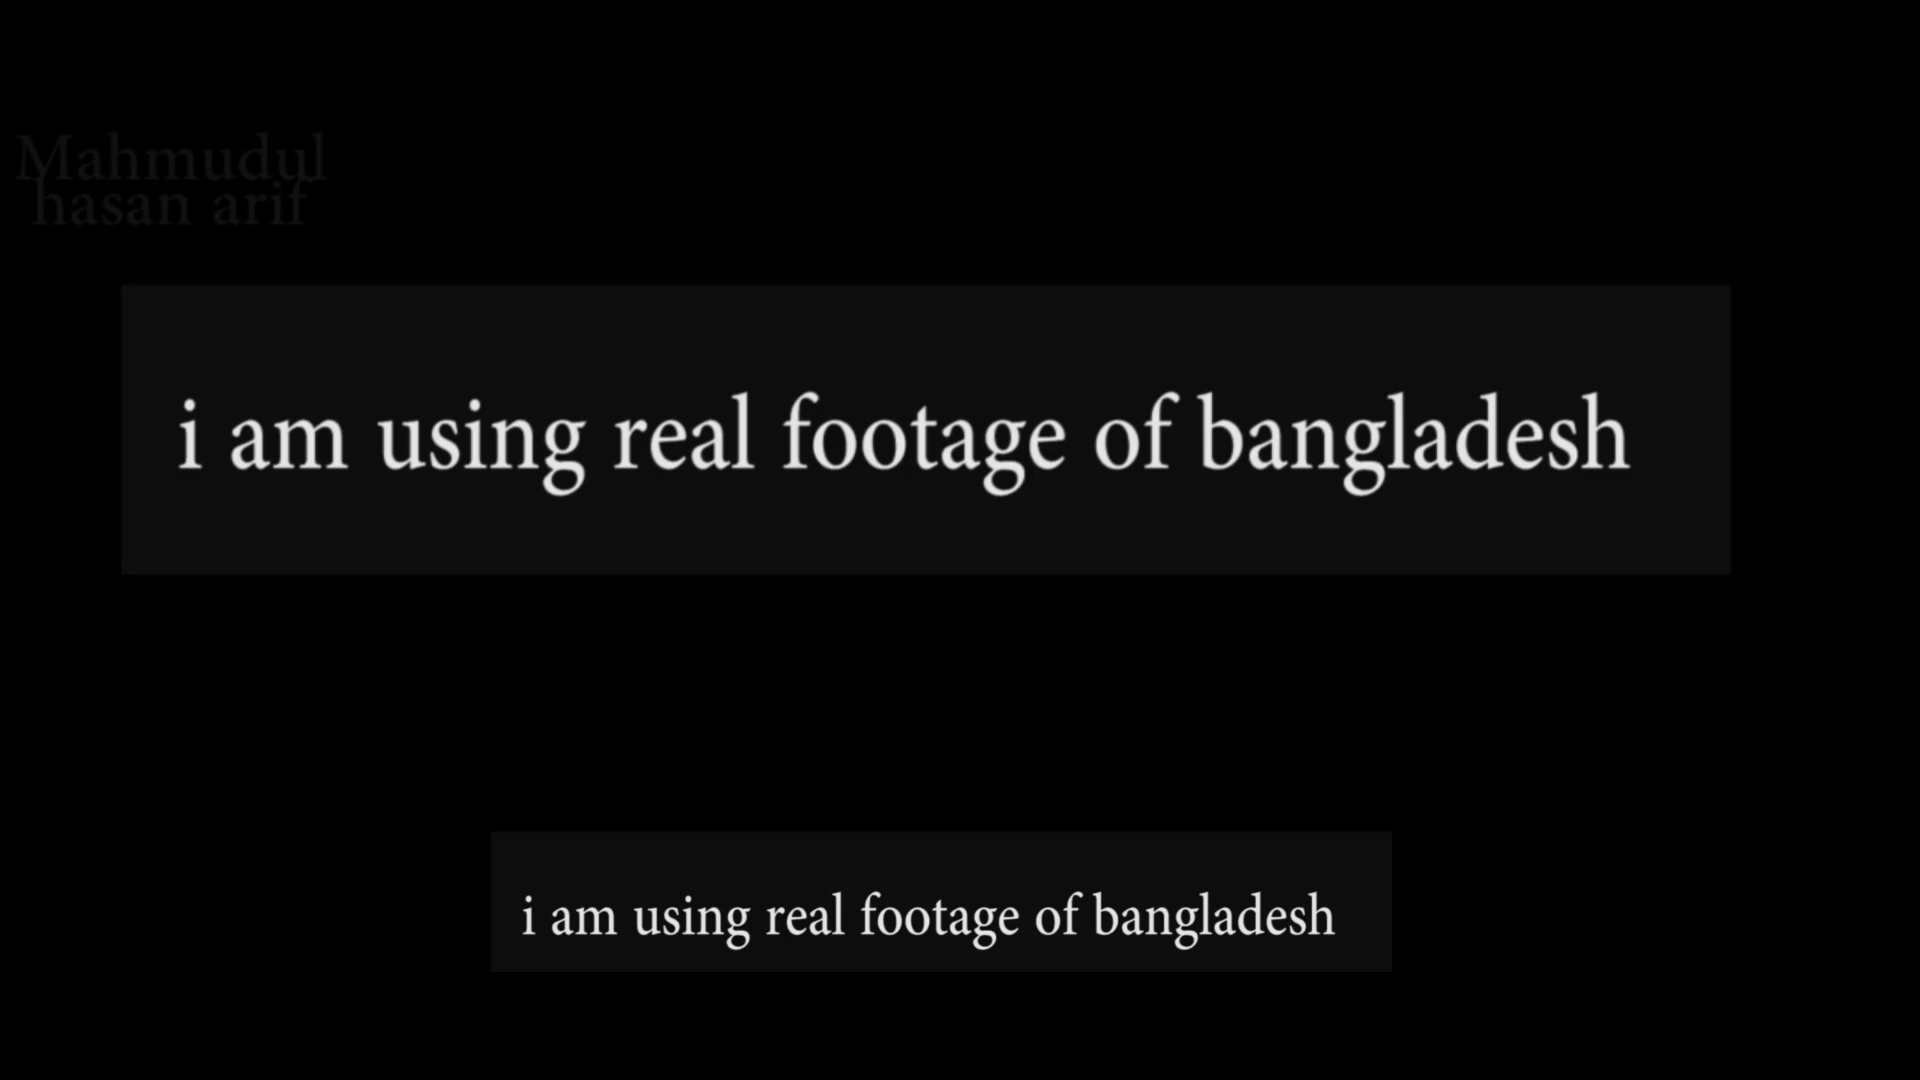 Mahmudul
hasan arif
i am using real footage of bangladesh
i am using real footage of bangladesh